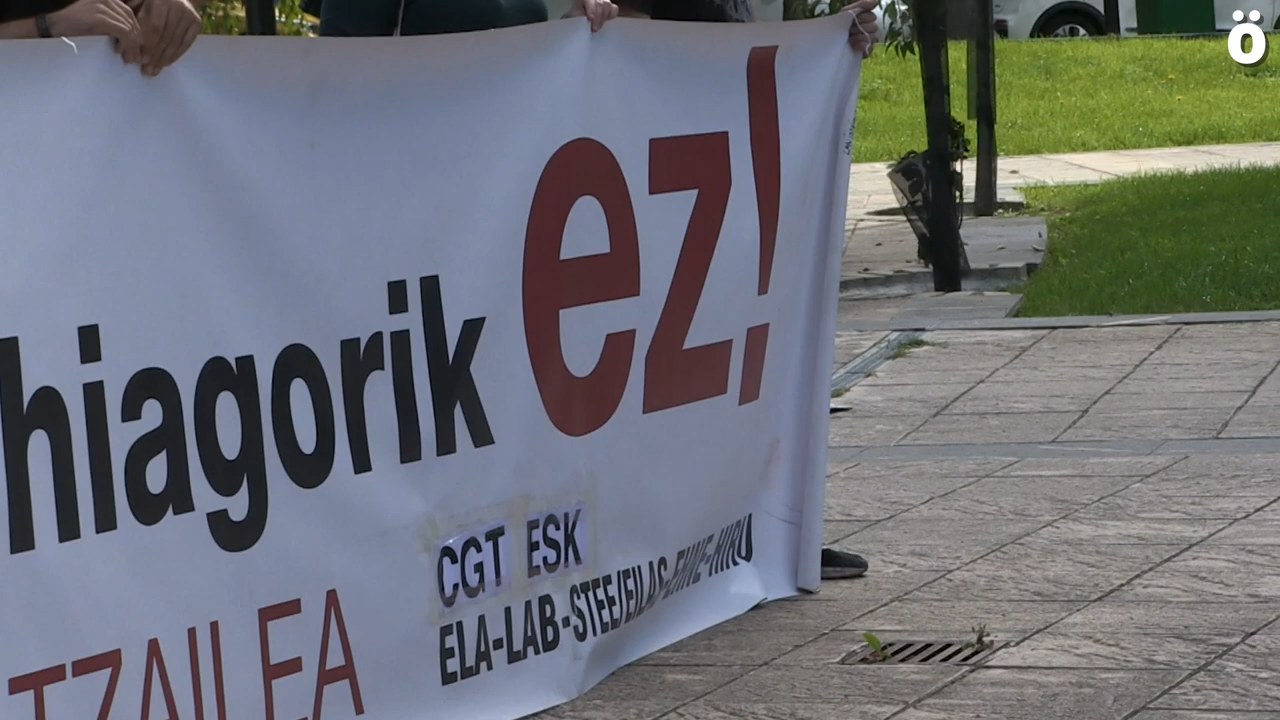 hiagorik ez!
TZAILEA
CGT ESK
ELA-LAB-STEE/EILAS-EHNE-HIRU
ö